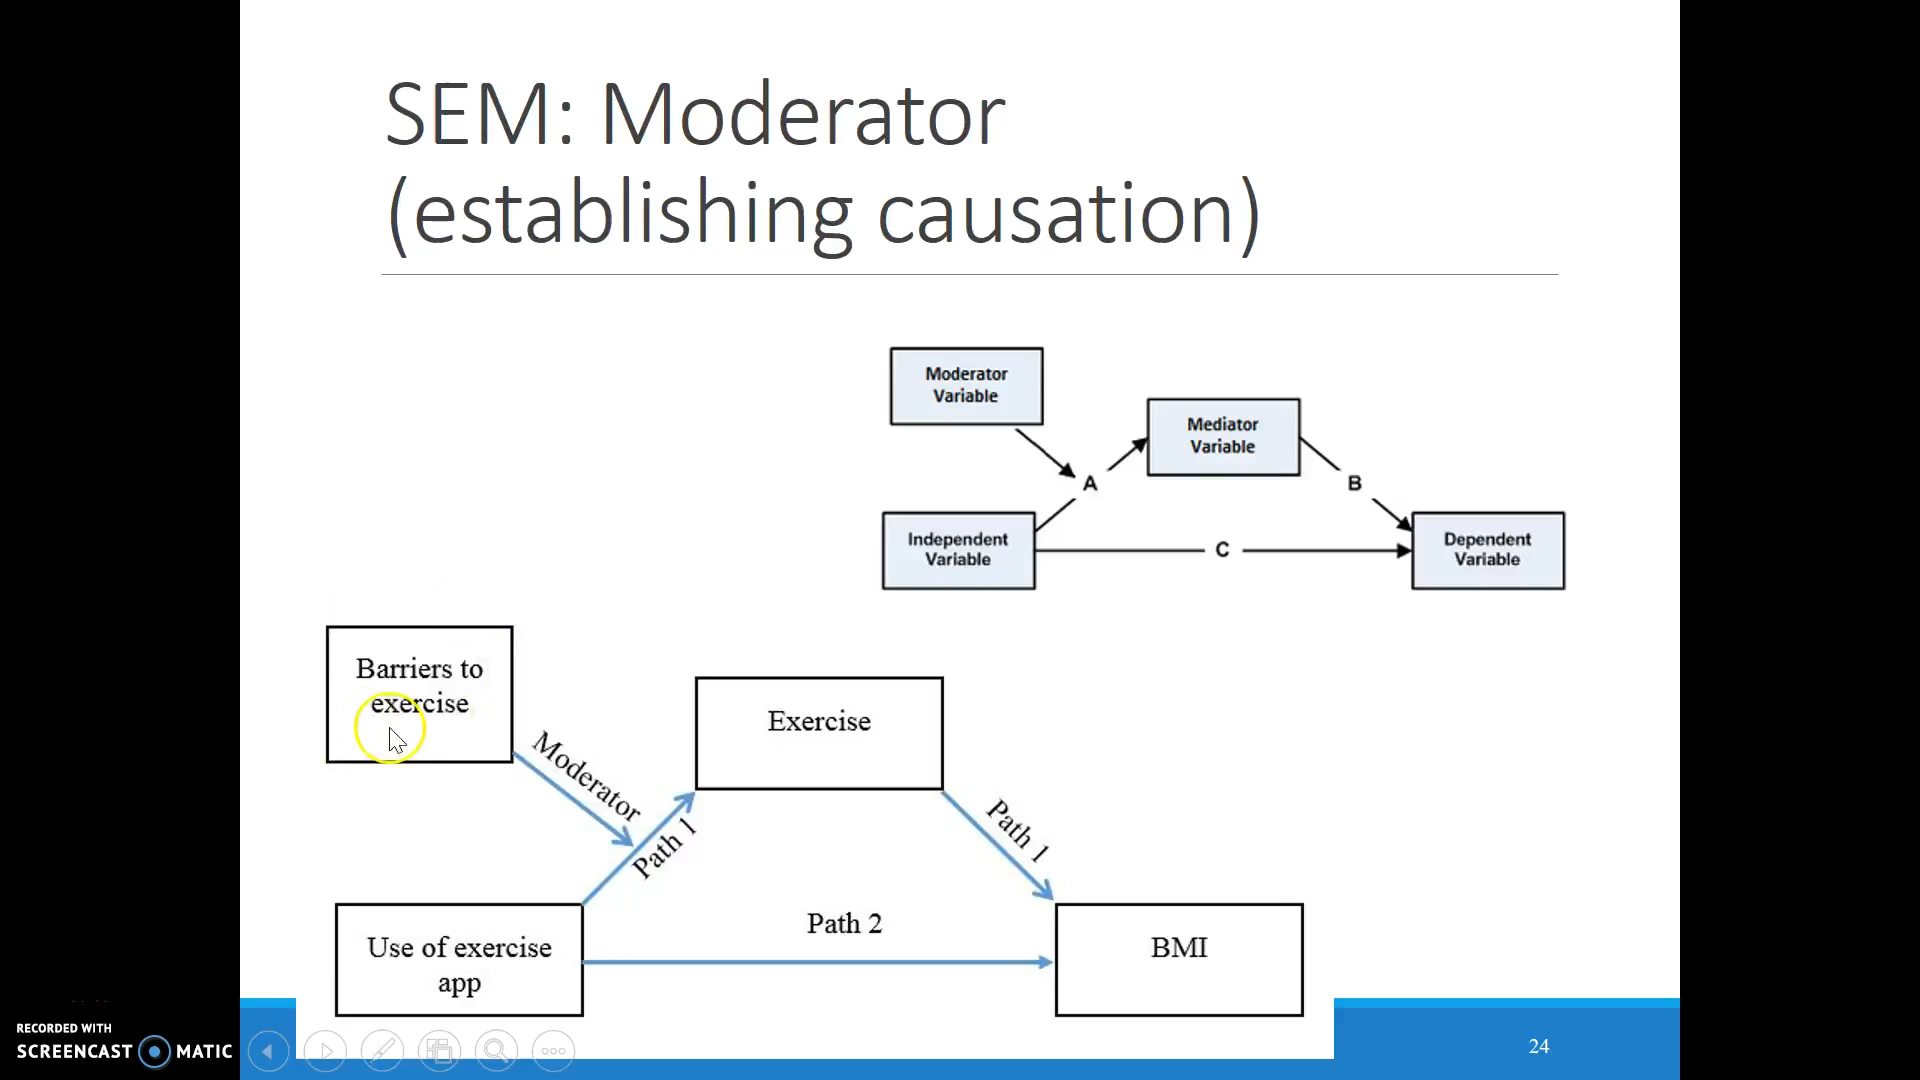 SEM: Moderator
(establishing causation)
Moderator
Variable
Mediator
Variable
A
B
Independent
Variable
C
Dependent
Variable
Barriers to
exercise
Moderator
Exercise
Path 1
Path 1
Use of exercise
app
Path 2
BMI
RECORDED WITH
SCREENCAST MATIC
24